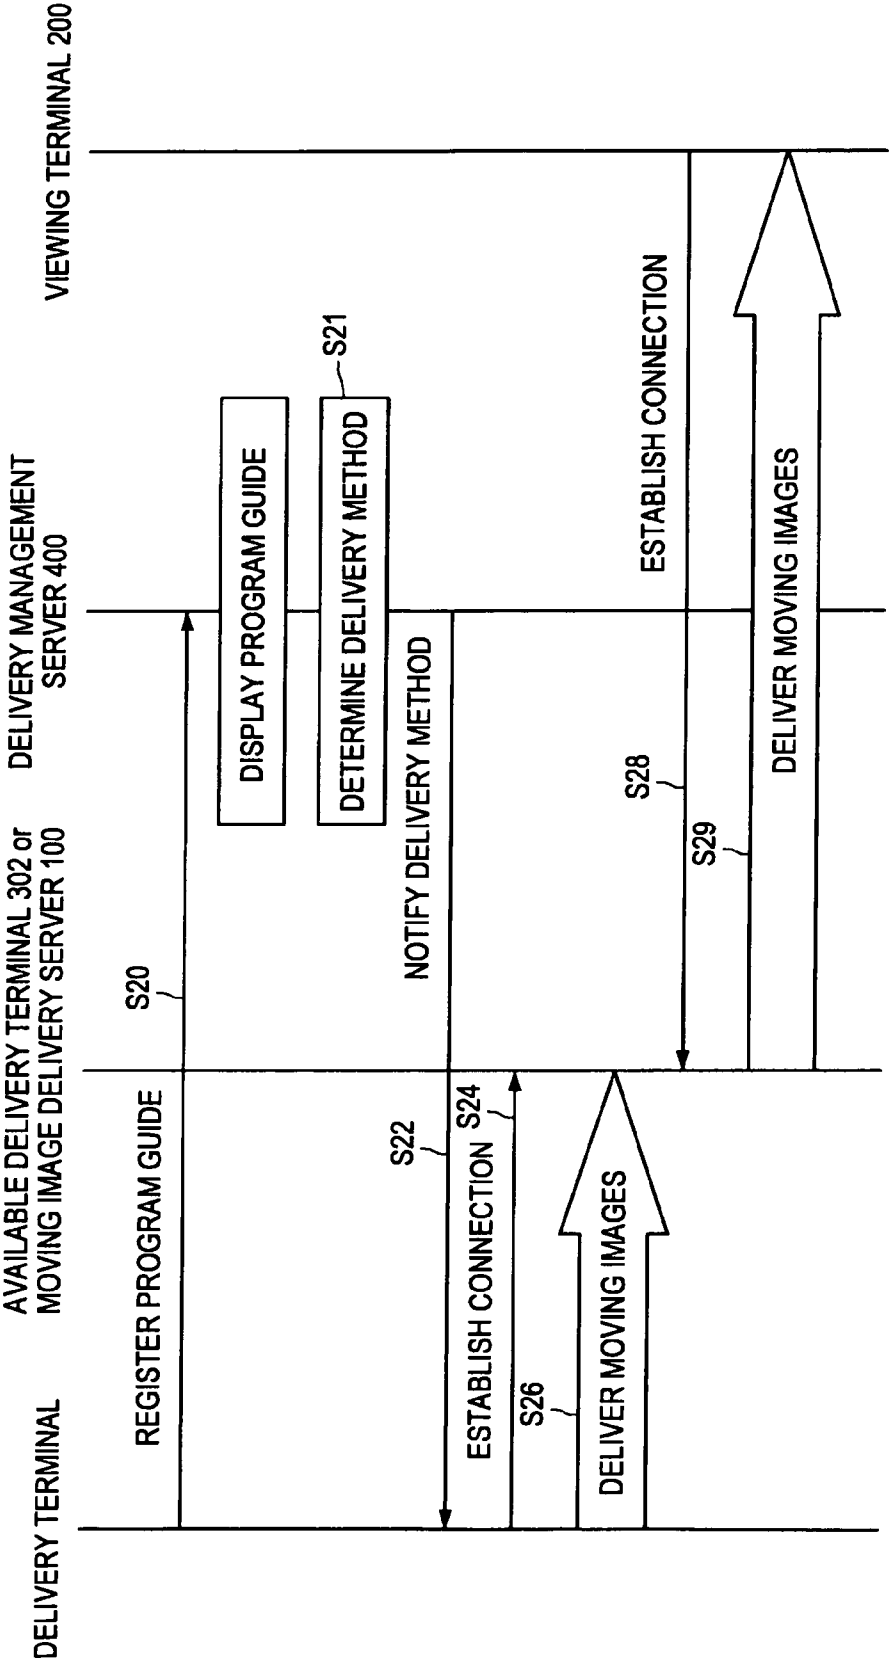 DELIVERY TERMINAL
AVAILABLE DELIVERY TERMINAL 302 or
MOVING IMAGE DELIVERY SERVER 100
DELIVERY MANAGEMENT
SERVER 400
VIEWING TERMINAL 200
REGISTER PROGRAM GUIDE
S20
DISPLAY PROGRAM GUIDE
DETERMINE DELIVERY METHOD
S21
NOTIFY DELIVERY METHOD
S22
ESTABLISH CONNECTION
S24
S26
DELIVER MOVING IMAGES
ESTABLISH CONNECTION
S28
S29
DELIVER MOVING IMAGES